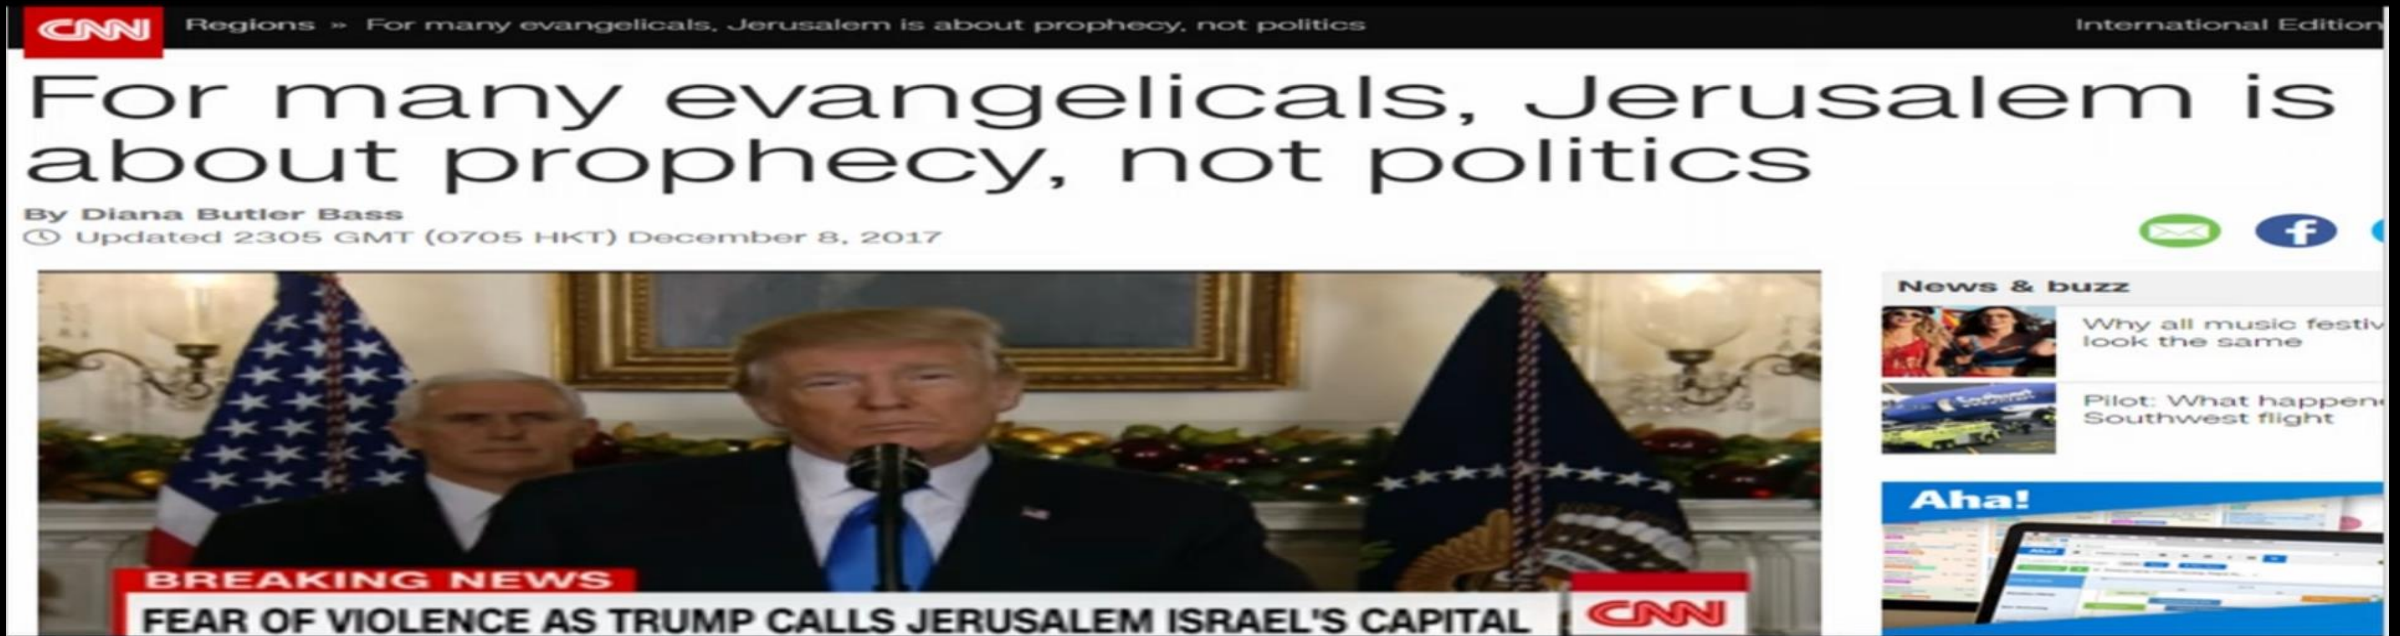 CNN Regions » For many evangelicals, Jerusalem is about prophecy, not politics International Edition
For many evangelicals, Jerusalem is
about prophecy, not politics
By Diana Butler Bass
Updated 2305 GMT (0705 HKT) December 8, 2017
News & buzz
Why all music festiv
look the same
Pilot: What happen
Southwest flight
Aha!
BREAKING NEWS
FEAR OF VIOLENCE AS TRUMP CALLS JERUSALEM ISRAEL'S CAPITAL
CNN